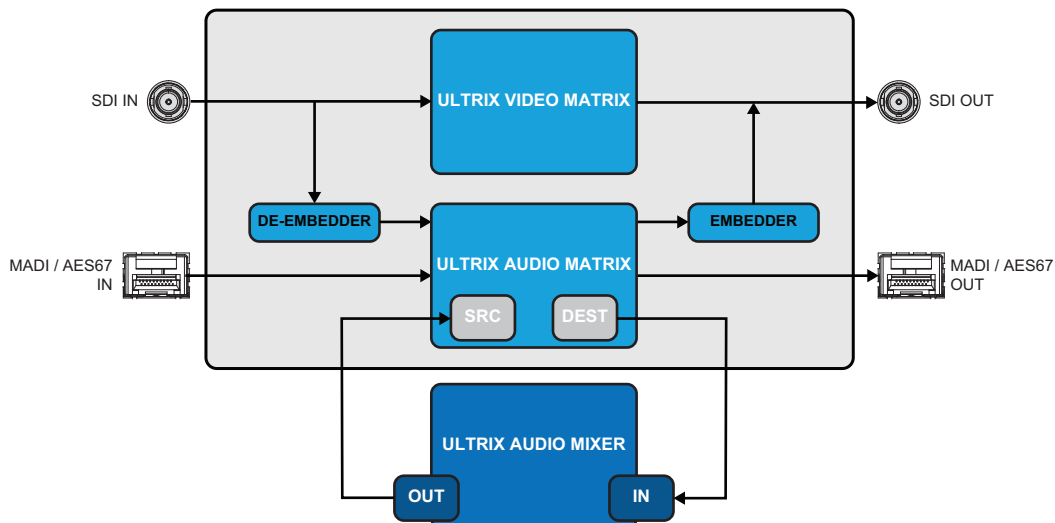 ULTRIX VIDEO MATRIX
SDI IN
SDI OUT
DE-EMBEDDER
EMBEDDER
MADI / AES67
IN
ULTRIX AUDIO MATRIX
MADI / AES67
OUT
SRC
DEST
ULTRIX AUDIO MIXER
OUT
IN